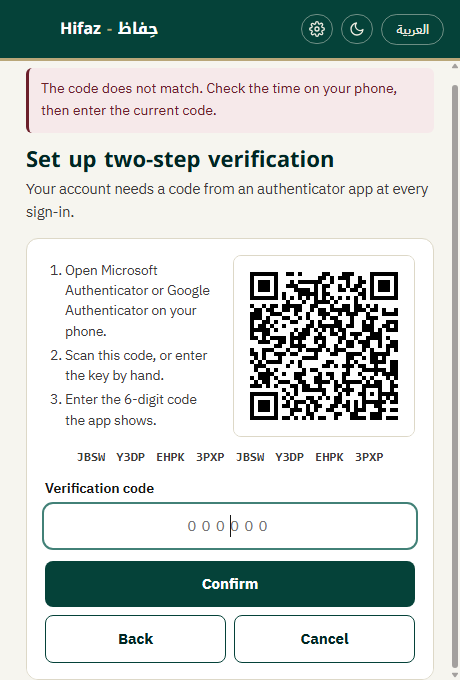 Hifaz - حِفاظ
العربية
The code does not match. Check the time on your phone,
then enter the current code.
Set up two-step verification
Your account needs a code from an authenticator app at every
sign-in.
1. Open Microsoft
Authenticator or Google
Authenticator on your
phone.
2. Scan this code, or enter
the key by hand.
3. Enter the 6-digit code
the app shows.
JBSW Y3DP EHPK 3PXP JBSW Y3DP EHPK 3PXP
Verification code
000000
Confirm
Back
Cancel